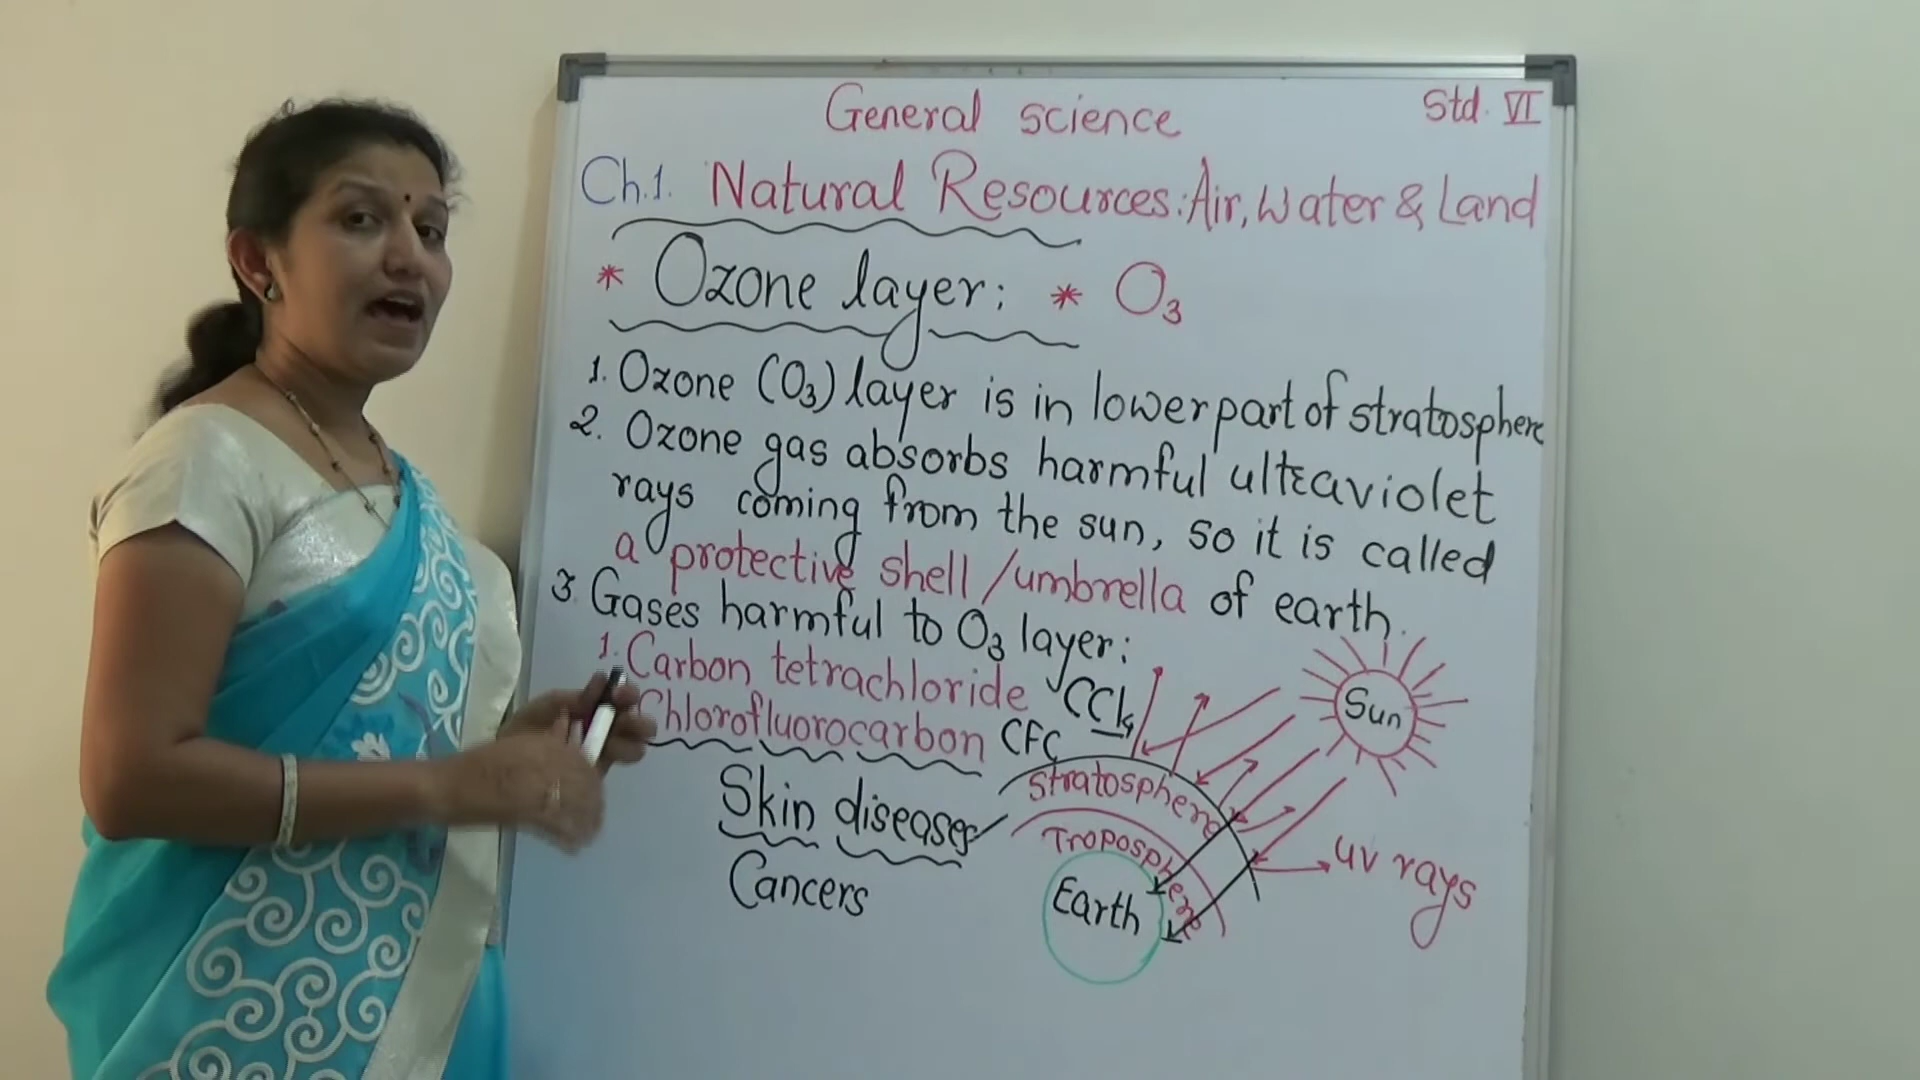 General science
Std. VI
Ch.1. Natural Resources: Air, Water & Land
* Ozone layer: * O₃
1. Ozone (O₃) layer is in lower part of stratosphere
2. Ozone gas absorbs harmful ultraviolet
rays coming from the sun, so it is called
a protective shell/umbrella of earth.
3. Gases harmful to O₃ layer:
1. Carbon tetrachloride CCl₄
Chlorofluorocarbon CFC
Skin diseases
Cancers
Sun
Stratosphere
Troposphere
Earth
UV rays